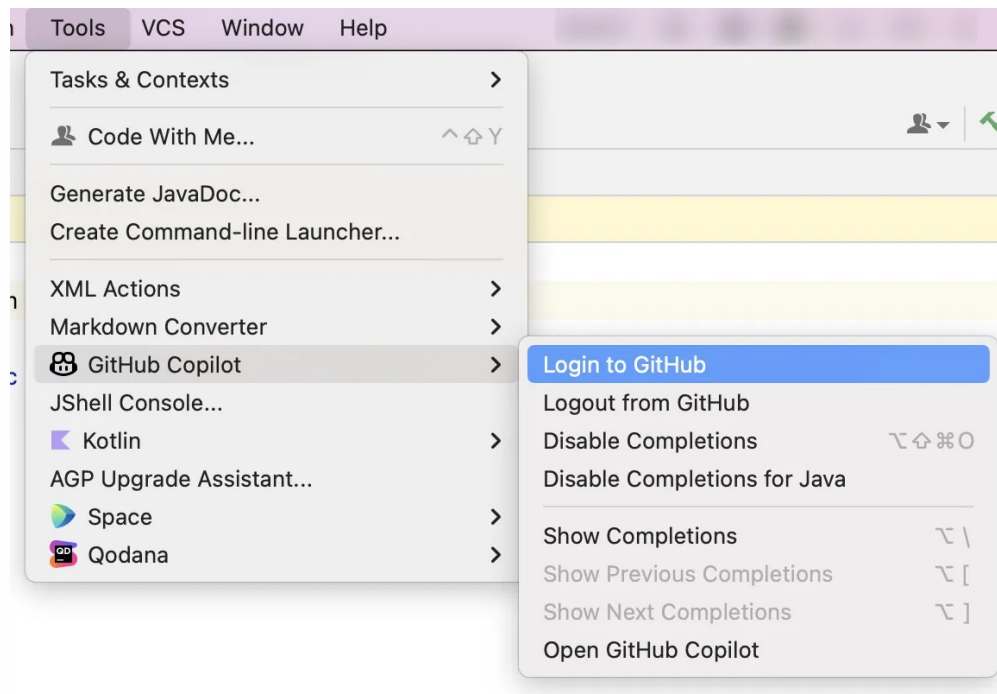 Tools VCS Window Help
Tasks & Contexts
Code With Me... ^⇧Y
Generate JavaDoc...
Create Command-line Launcher...
XML Actions
Markdown Converter
GitHub Copilot
JShell Console...
Kotlin
AGP Upgrade Assistant...
Space
QD Qodana
Login to GitHub
Logout from GitHub
Disable Completions ⌥⇧⌘O
Disable Completions for Java
Show Completions ⌥\
Show Previous Completions ⌥[
Show Next Completions ⌥]
Open GitHub Copilot